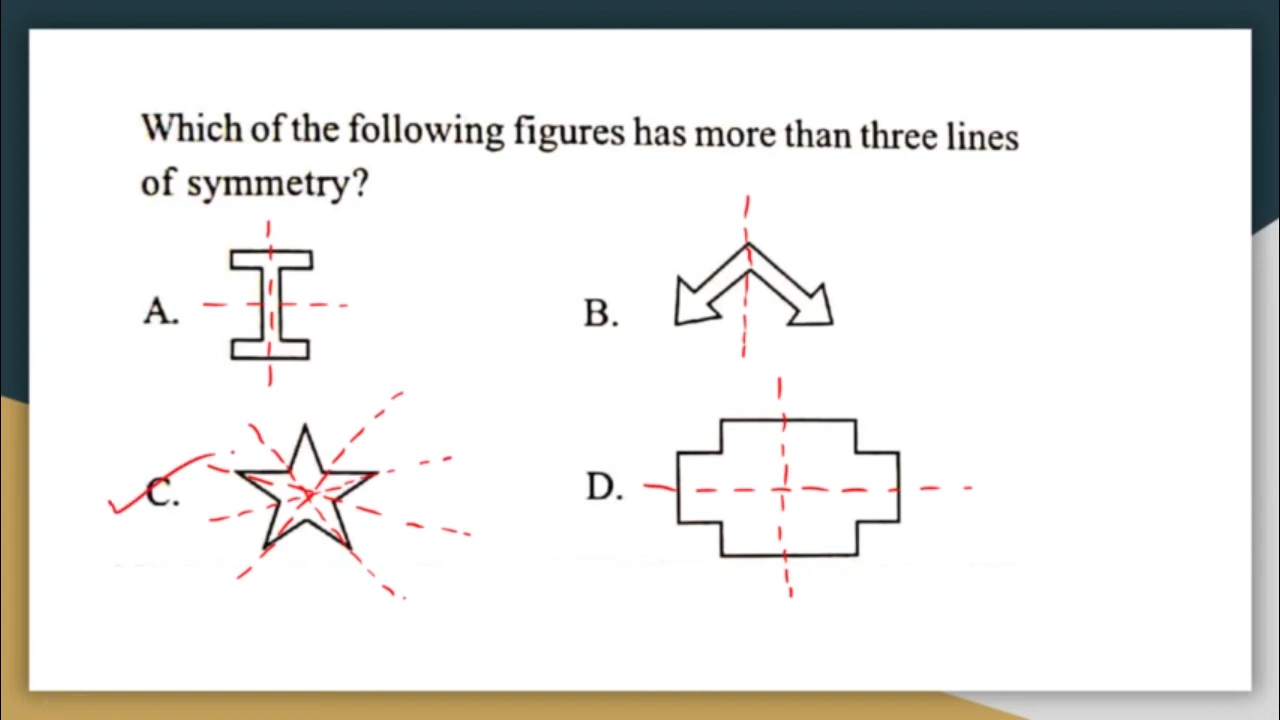 Which of the following figures has more than three lines
of symmetry?
A.
B.
C.
D.